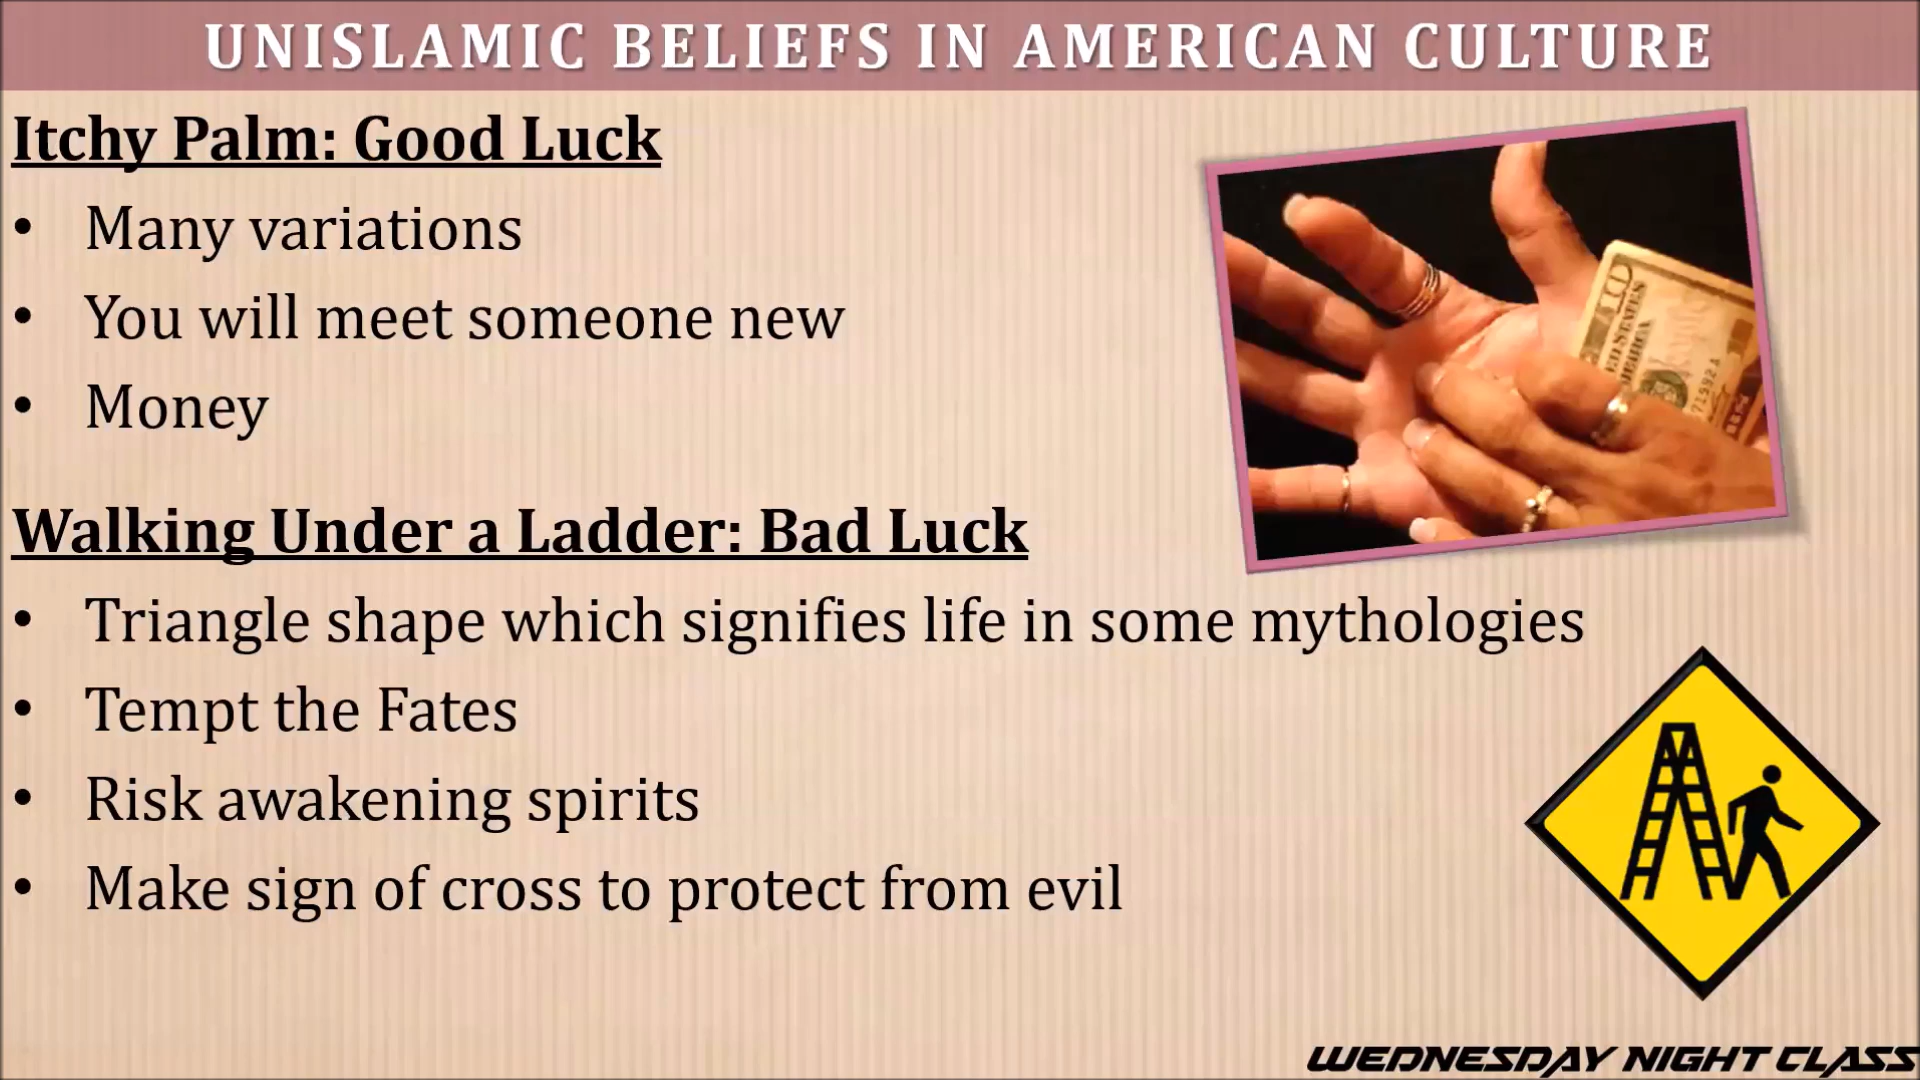 UNISLAMIC BELIEFS IN AMERICAN CULTURE
Itchy Palm: Good Luck
• Many variations
• You will meet someone new
• Money
Walking Under a Ladder: Bad Luck
• Triangle shape which signifies life in some mythologies
• Tempt the Fates
• Risk awakening spirits
• Make sign of cross to protect from evil
WEDNESDAY NIGHT CLASS